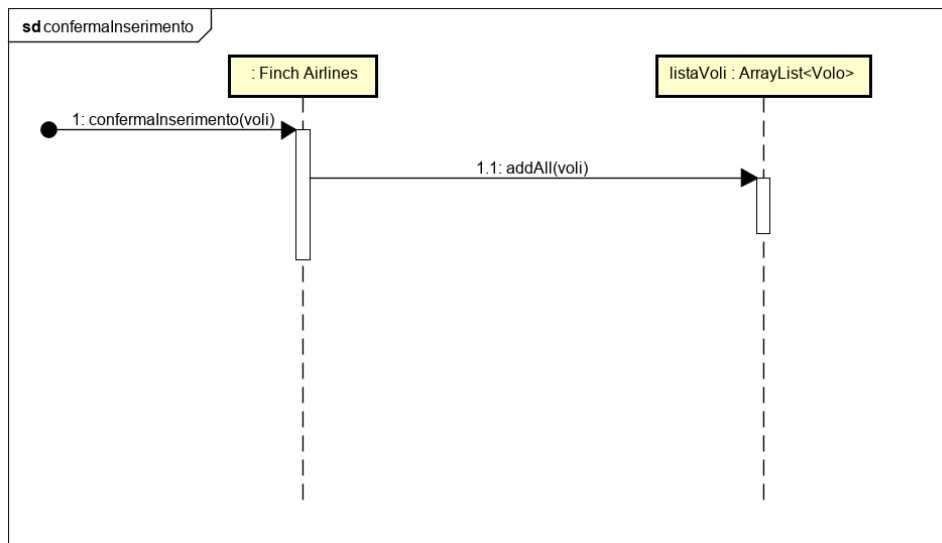 sd confermaInserimento
: Finch Airlines
listaVoli : ArrayList<Volo>
1: confermaInserimento(voli)
1.1: addAll(voli)